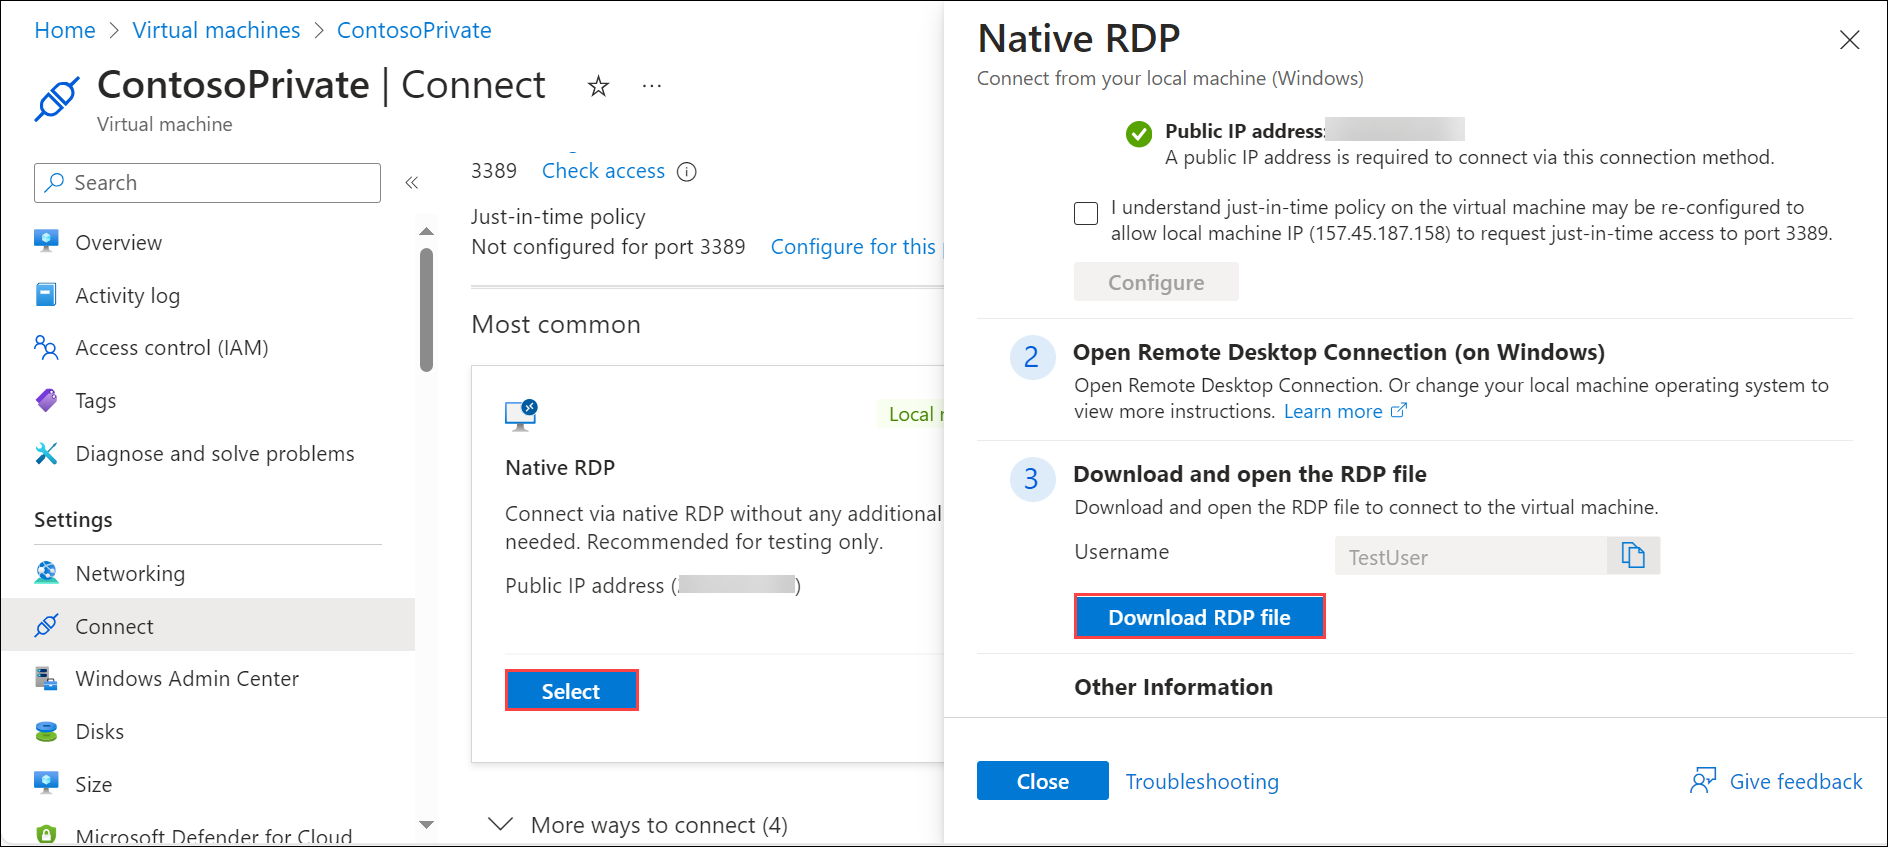 Home > Virtual machines > ContosoPrivate
ContosoPrivate | Connect ☆ ...
Virtual machine
Search «
Overview
Activity log
Access control (IAM)
Tags
Diagnose and solve problems
Settings
Networking
Connect
Windows Admin Center
Disks
Size
Microsoft Defender for Cloud
3389 Check access
Just-in-time policy
Not configured for port 3389 Configure for this
Most common
Local
Native RDP
Connect via native RDP without any additional
needed. Recommended for testing only.
Public IP address ( )
Select
More ways to connect (4)
Native RDP
Connect from your local machine (Windows)
Public IP address:
A public IP address is required to connect via this connection method.
I understand just-in-time policy on the virtual machine may be re-configured to
allow local machine IP (157.45.187.158) to request just-in-time access to port 3389.
Configure
2 Open Remote Desktop Connection (on Windows)
Open Remote Desktop Connection. Or change your local machine operating system to
view more instructions. Learn more
3 Download and open the RDP file
Download and open the RDP file to connect to the virtual machine.
Username TestUser
Download RDP file
Other Information
Close Troubleshooting Give feedback